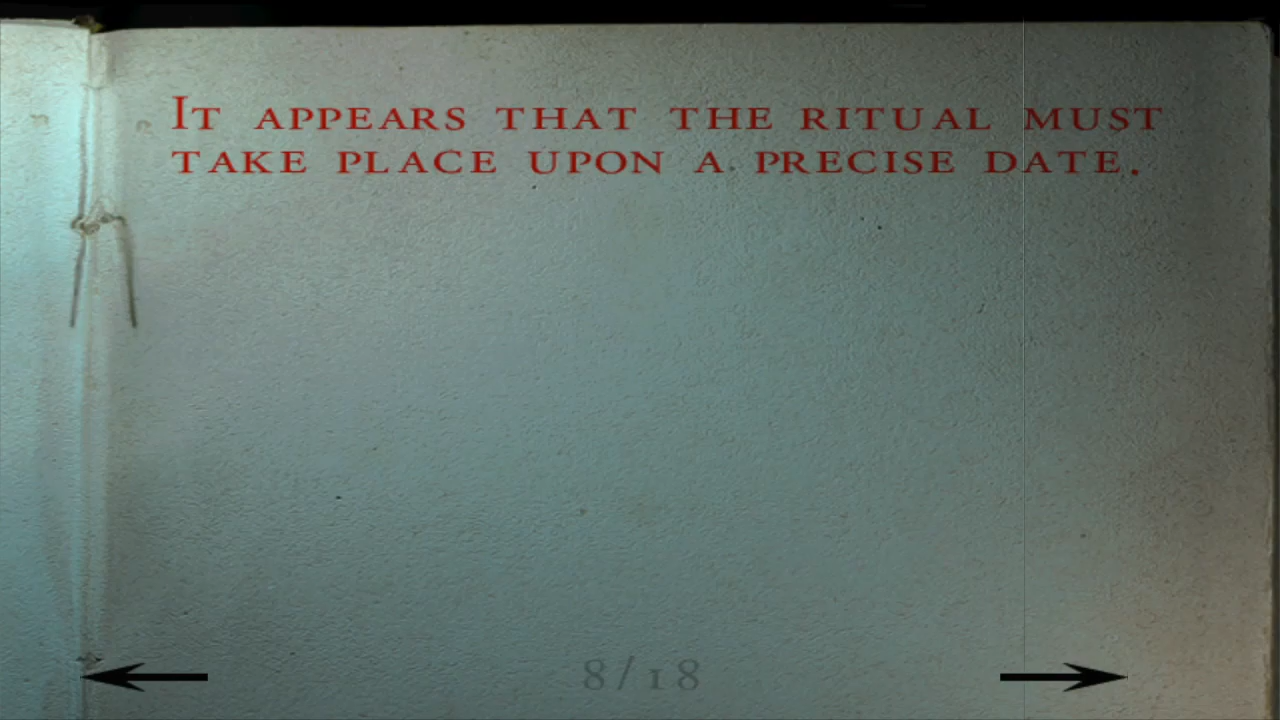 It appears that the ritual must
take place upon a precise date.
8/18